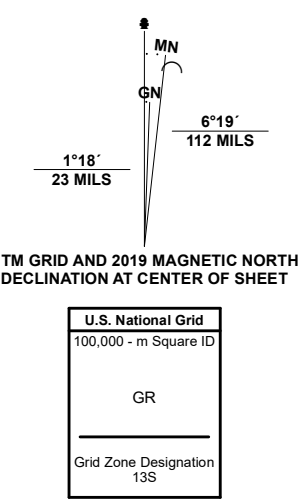 MN
GN
6°19´
112 MILS
1°18´
23 MILS
TM GRID AND 2019 MAGNETIC NORTH
DECLINATION AT CENTER OF SHEET
U.S. National Grid
100,000 - m Square ID
GR
Grid Zone Designation
13S